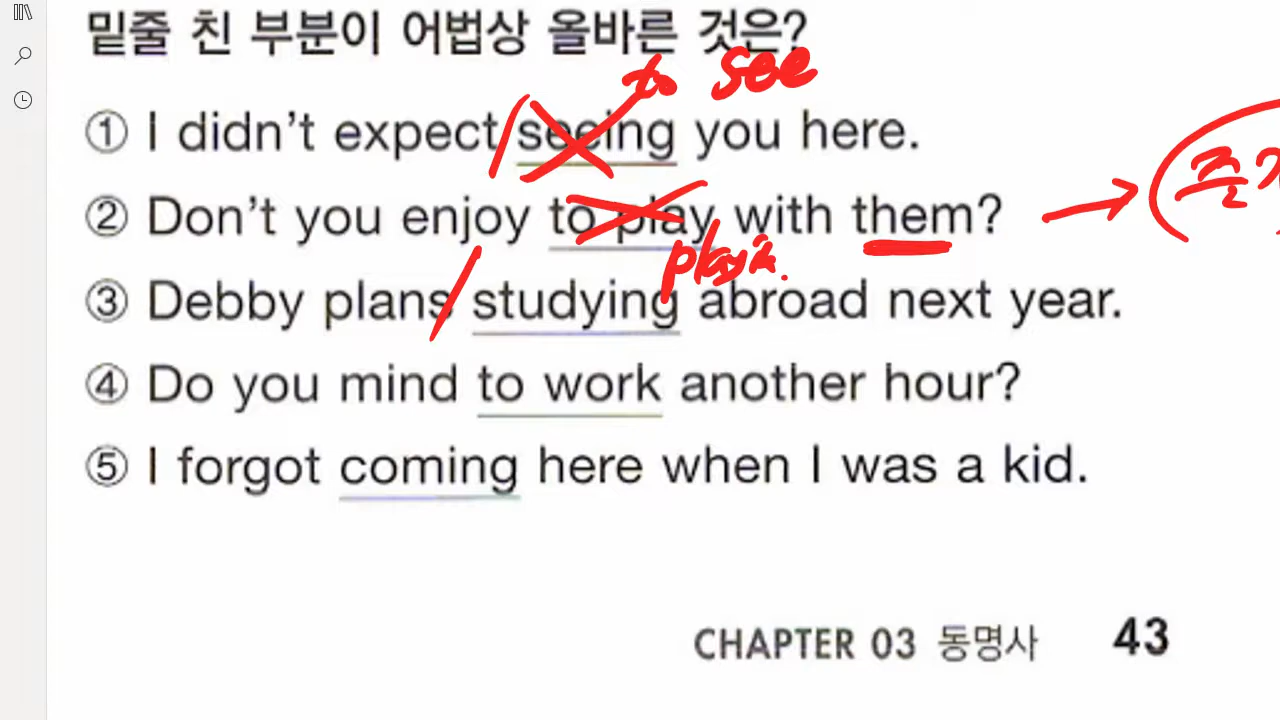 밑줄 친 부분이 어법상 올바른 것은?
to see
① I didn't expect seeing you here.
② Don't you enjoy to play with them?
③ Debby plans studying abroad next year.
④ Do you mind to work another hour?
⑤ I forgot coming here when I was a kid.
CHAPTER 03 동명사 43